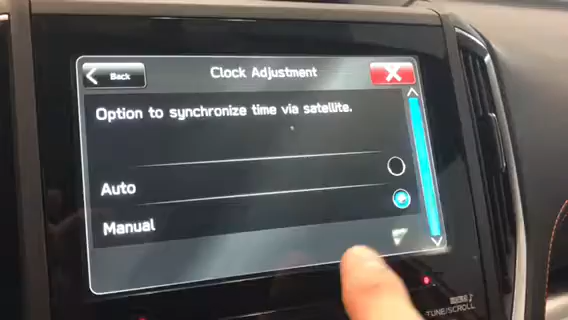 Back
Clock Adjustment
Option to synchronize time via satellite.
Auto
Manual
TUNE/SCROLL